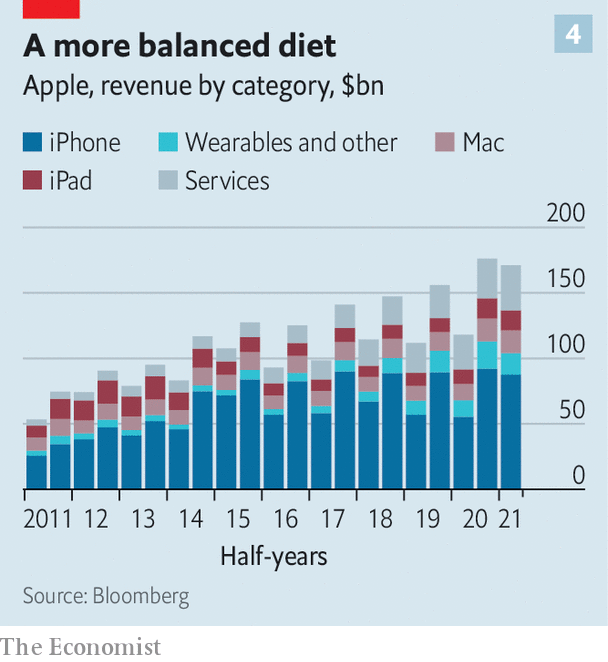 4
A more balanced diet
Apple, revenue by category, $bn
iPhone Wearables and other Mac
iPad Services
200
150
100
50
0
2011 12 13 14 15 16 17 18 19 20 21
Half-years
Source: Bloomberg
The Economist